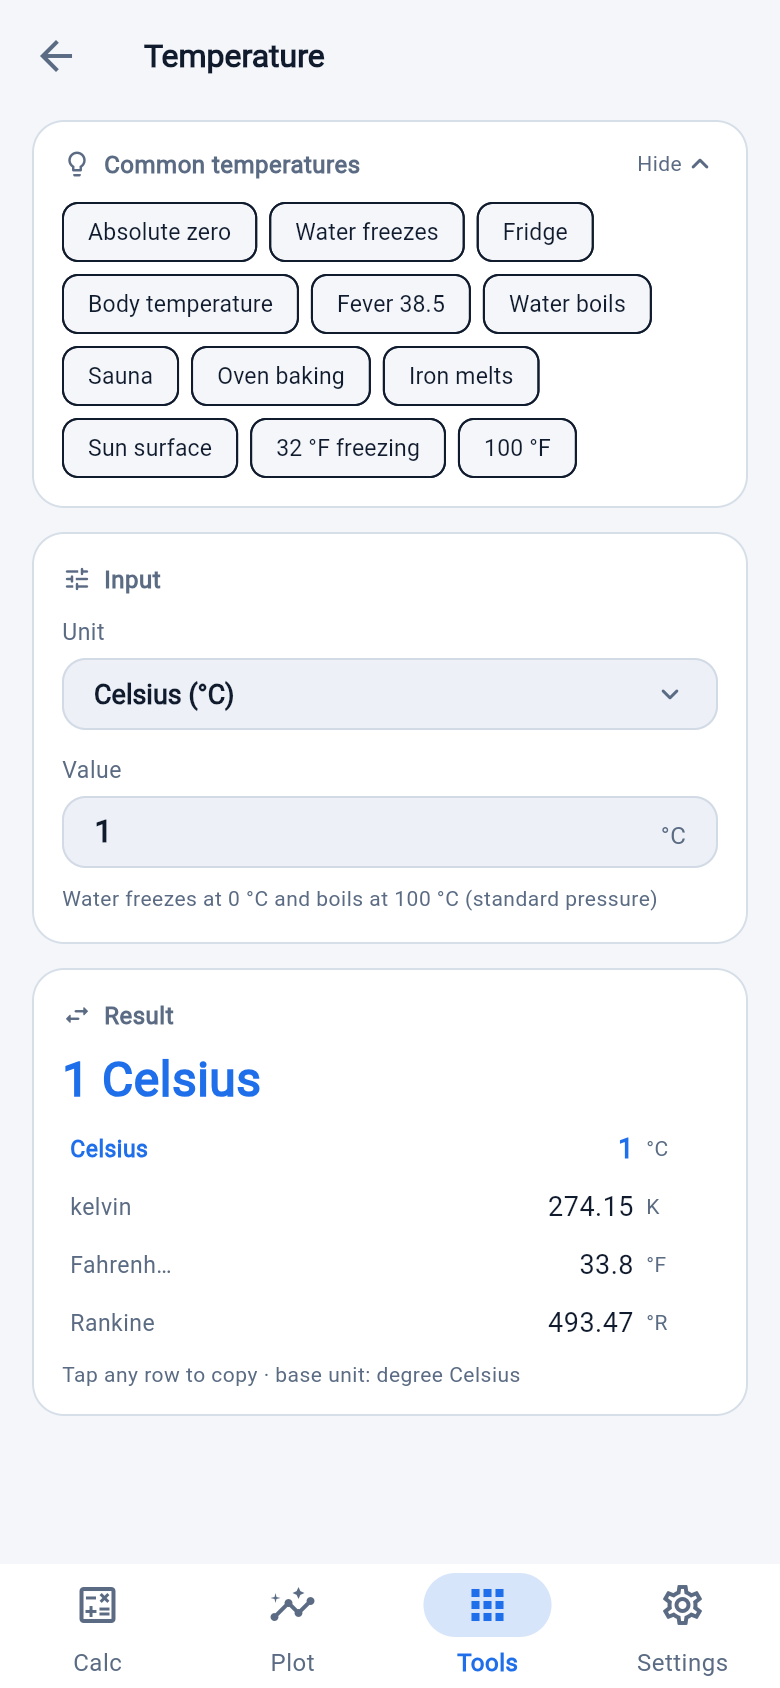 Temperature
Common temperatures
Hide
Absolute zero
Water freezes
Fridge
Body temperature
Fever 38.5
Water boils
Sauna
Oven baking
Iron melts
Sun surface
32 °F freezing
100 °F
Input
Unit
Celsius (°C)
Value
1 °C
Water freezes at 0 °C and boils at 100 °C (standard pressure)
Result
1 Celsius
Celsius 1 °C
kelvin 274.15 K
Fahrenh… 33.8 °F
Rankine 493.47 °R
Tap any row to copy · base unit: degree Celsius
Calc
Plot
Tools
Settings